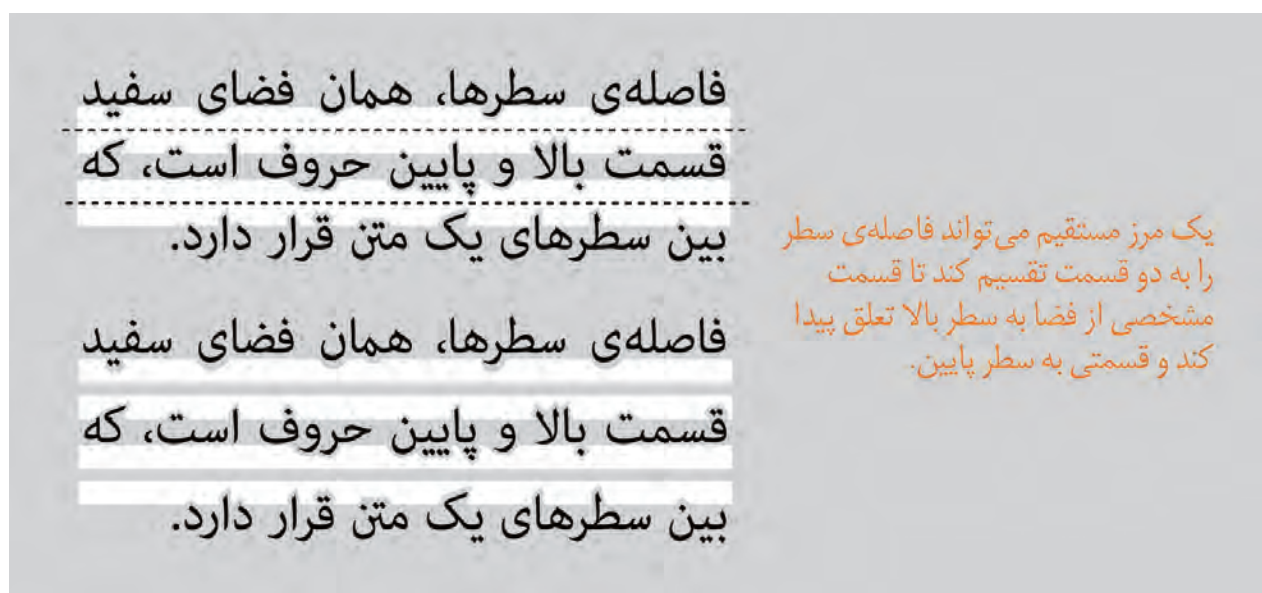 فاصله‌ی سطرها، همان فضای سفید
قسمت بالا و پایین حروف است، که
بین سطرهای یک متن قرار دارد.
فاصله‌ی سطرها، همان فضای سفید
قسمت بالا و پایین حروف است، که
بین سطرهای یک متن قرار دارد.
یک مرز مستقیم می‌تواند فاصله‌ی سطر
را به دو قسمت تقسیم کند تا قسمت
مشخصی از فضا به سطر بالا تعلق پیدا
کند و قسمتی به سطر پایین.